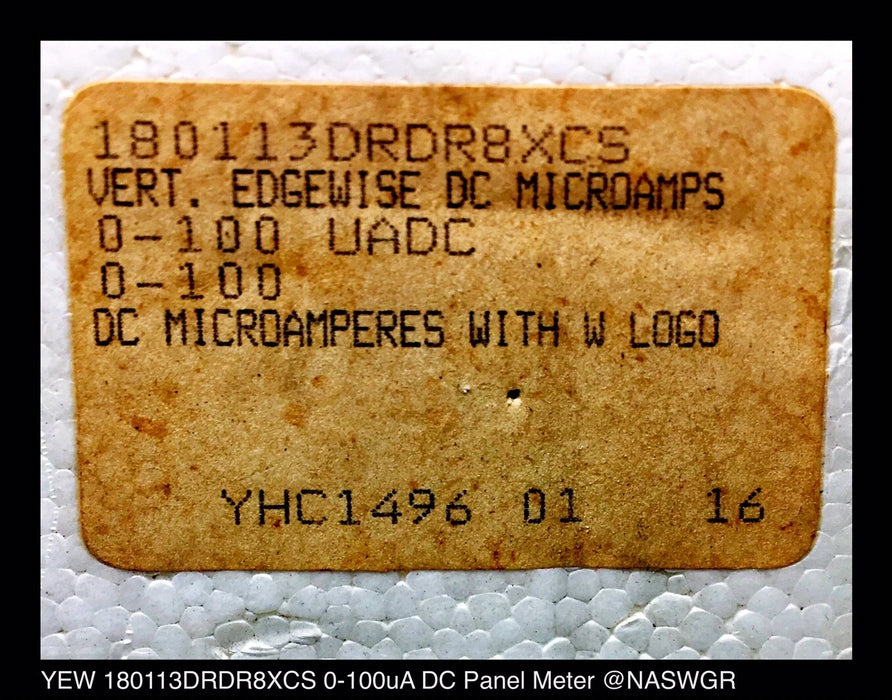 180113DRDR8XCS
VERT. EDGEWISE DC MICROAMPS
0-100 UADC
0-100
DC MICROAMPERES WITH W LOGO
YHC1496 01 16
YEW 180113DRDR8XCS 0-100uA DC Panel Meter @NASWGR